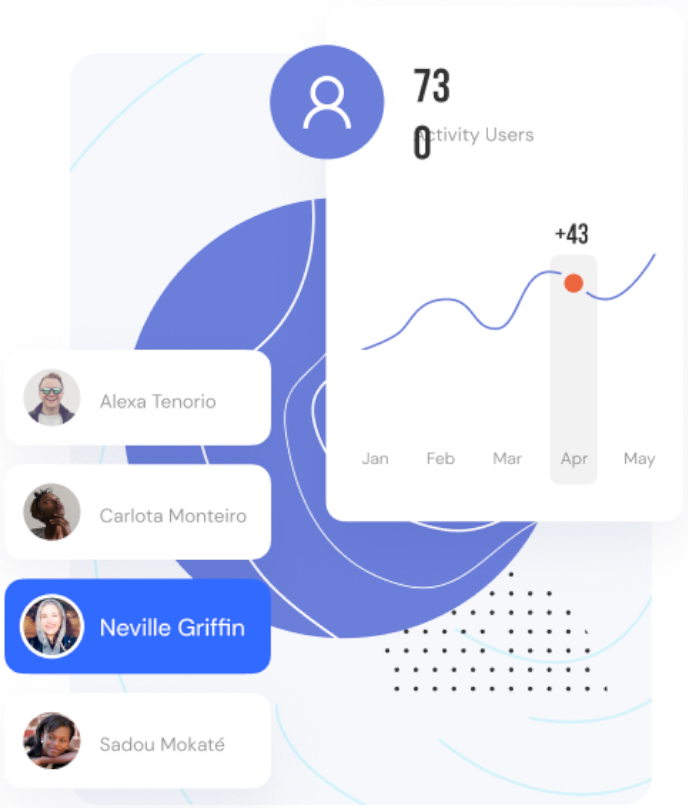 73
0
Activity Users
+43
Jan Feb Mar Apr May
Alexa Tenorio
Carlota Monteiro
Neville Griffin
Sadou Mokaté